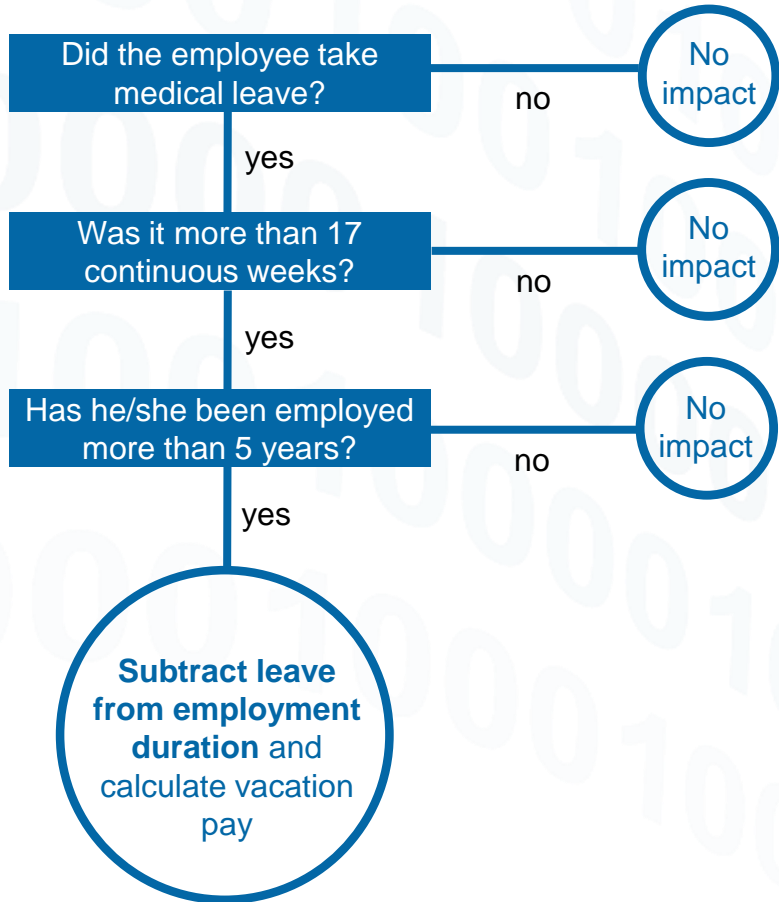 Did the employee take
medical leave?
no
No
impact
yes
Was it more than 17
continuous weeks?
no
No
impact
yes
Has he/she been employed
more than 5 years?
no
No
impact
yes
Subtract leave
from employment
duration and
calculate vacation
pay